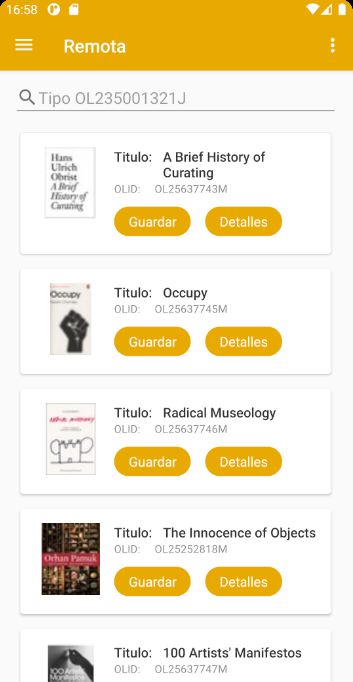 16:58
Remota
Tipo OL235001321J
Hans
Ulrich
Obrist
A Brief
History of
Curating
Titulo: A Brief History of
Curating
OLID: OL25637743M
Guardar Detalles
Occupy
Titulo: Occupy
OLID: OL25637745M
Guardar Detalles
Titulo: Radical Museology
OLID: OL25637746M
Guardar Detalles
Orhan Pamuk
Titulo: The Innocence of Objects
OLID: OL25252818M
Guardar Detalles
100 Artists'
Manifestos
Titulo: 100 Artists' Manifestos
OLID: OL25637747M